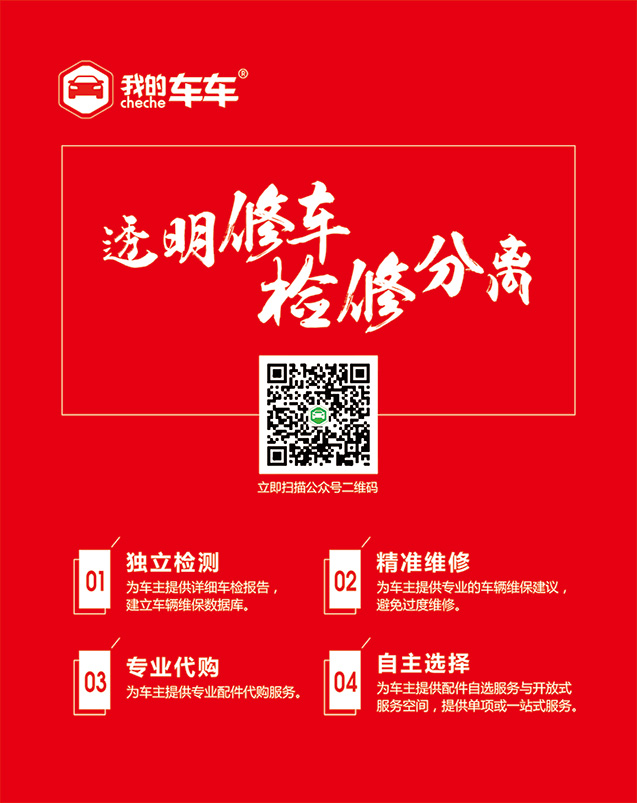 我的车车®
cheche
透明修车
检修分离
立即扫描公众号二维码
01
独立检测
为车主提供详细车检报告，
建立车辆维保数据库。
02
精准维修
为车主提供专业的车辆维保建议，
避免过度维修。
03
专业代购
为车主提供专业配件代购服务。
04
自主选择
为车主提供配件自选服务与开放式
服务空间，提供单项或一站式服务。